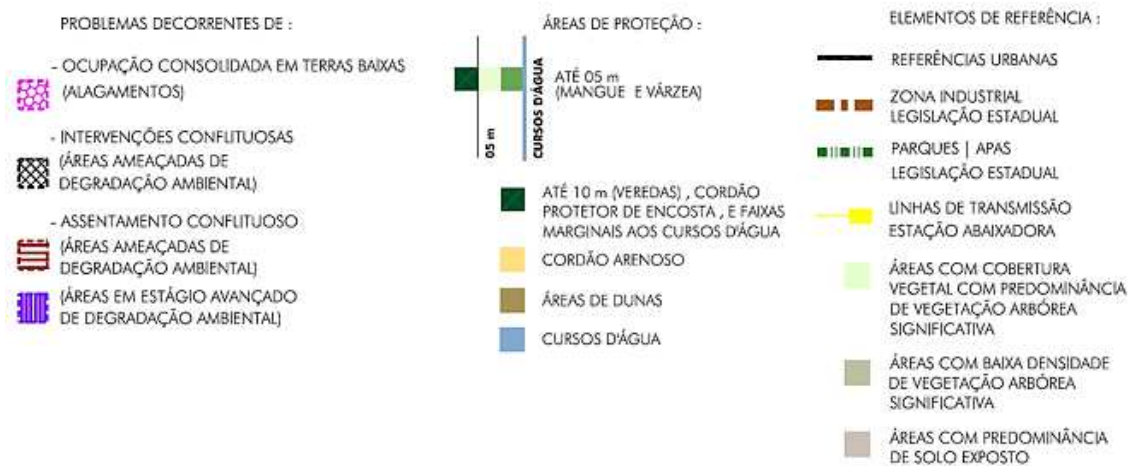 PROBLEMAS DECORRENTES DE :
- OCUPAÇÃO CONSOLIDADA EM TERRAS BAIXAS
(ALAGAMENTOS)
- INTERVENÇÕES CONFLITUOSAS
(ÁREAS AMEAÇADAS DE
DEGRADAÇÃO AMBIENTAL)
- ASSENTAMENTO CONFLITUOSO
(ÁREAS AMEAÇADAS DE
DEGRADAÇÃO AMBIENTAL)
(ÁREAS EM ESTÁGIO AVANÇADO
DE DEGRADAÇÃO AMBIENTAL)
ÁREAS DE PROTEÇÃO :
05 m
CURSOS D'ÁGUA
ATÉ 05 m
(MANGUE E VÁRZEA)
ATÉ 10 m (VEREDAS) , CORDÃO
PROTETOR DE ENCOSTA , E FAIXAS
MARGINAIS AOS CURSOS D'ÁGUA
CORDÃO ARENOSO
ÁREAS DE DUNAS
CURSOS D'ÁGUA
ELEMENTOS DE REFERÊNCIA :
REFERÊNCIAS URBANAS
ZONA INDUSTRIAL
LEGISLAÇÃO ESTADUAL
PARQUES | APAS
LEGISLAÇÃO ESTADUAL
LINHAS DE TRANSMISSÃO
ESTAÇÃO ABAIXADORA
ÁREAS COM COBERTURA
VEGETAL COM PREDOMINÂNCIA
DE VEGETAÇÃO ARBÓREA
SIGNIFICATIVA
ÁREAS COM BAIXA DENSIDADE
DE VEGETAÇÃO ARBÓREA
SIGNIFICATIVA
ÁREAS COM PREDOMINÂNCIA
DE SOLO EXPOSTO